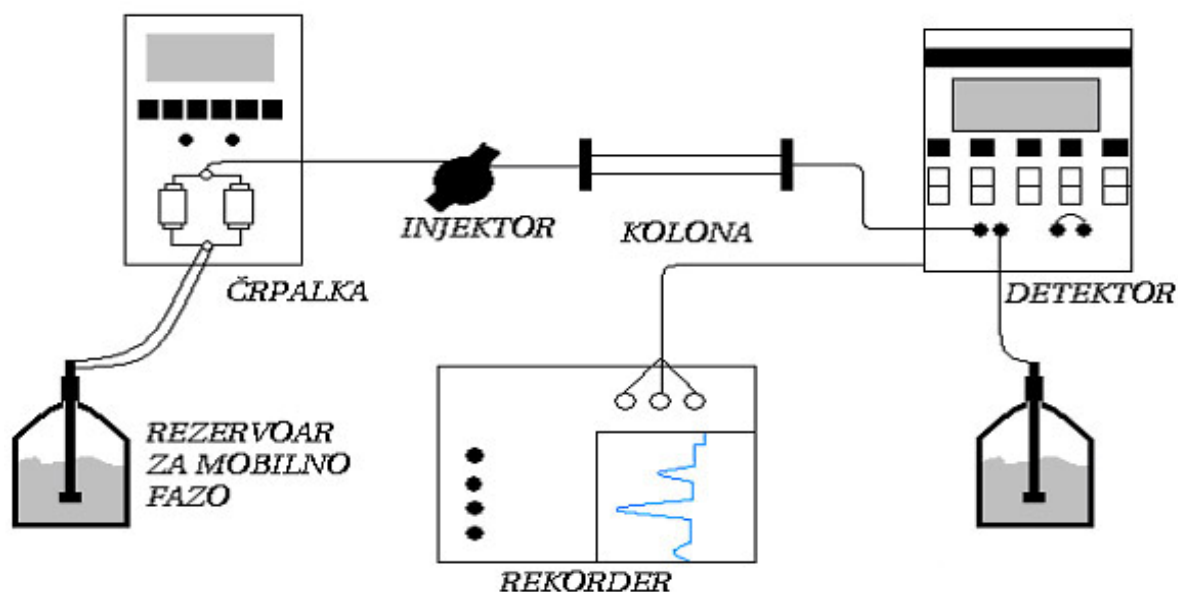 INJEKTOR
KOLONA
ČRPALKA
DETEKTOR
REZERVOAR
ZA MOBILNO
FAZO
REKORDER